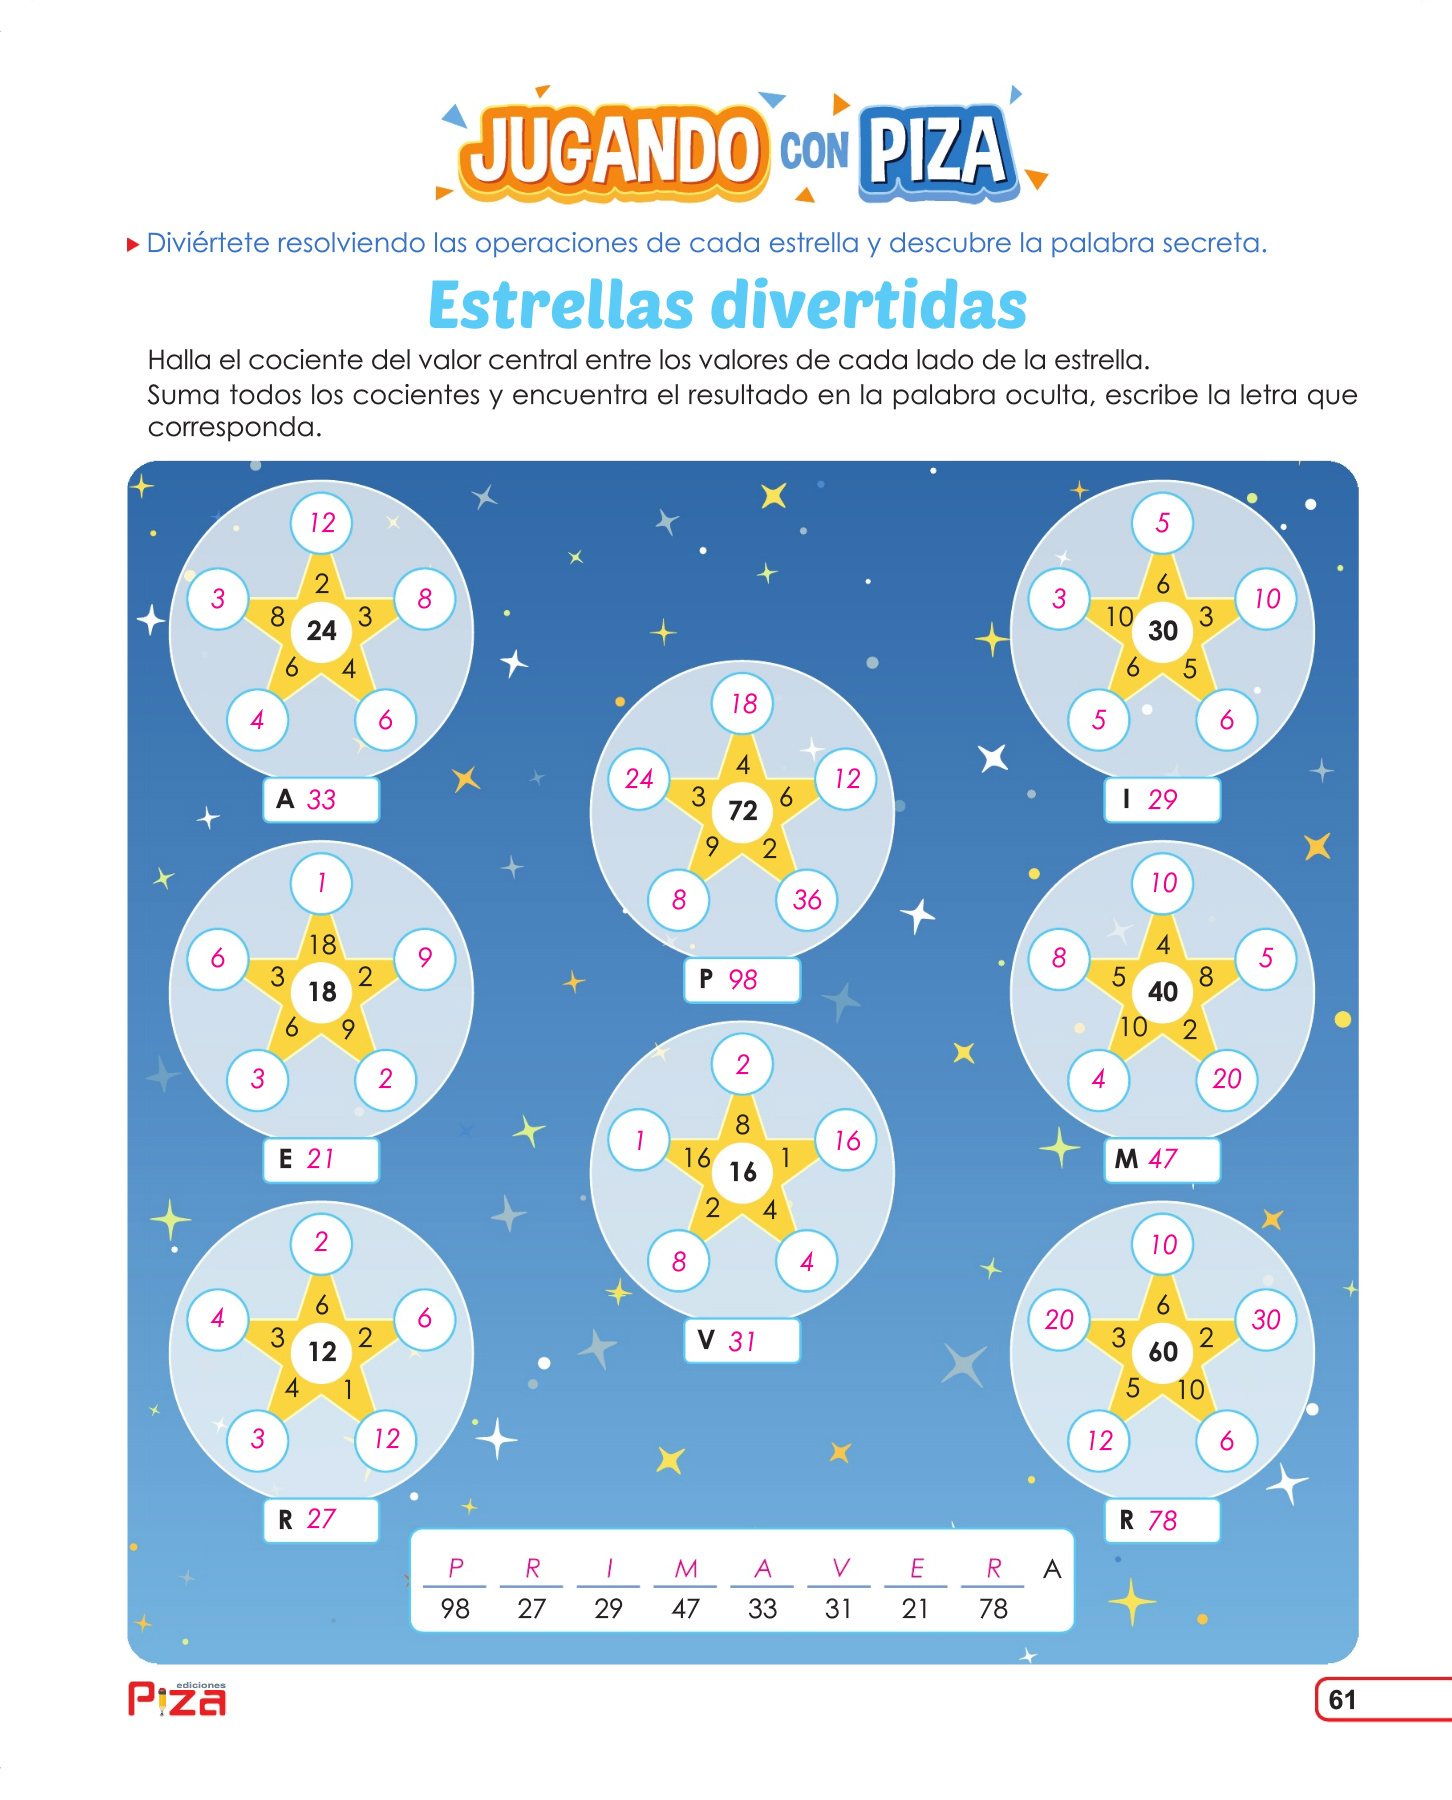 JUGANDO CON PIZA
Diviértete resolviendo las operaciones de cada estrella y descubre la palabra secreta.
Estrellas divertidas
Halla el cociente del valor central entre los valores de cada lado de la estrella.
Suma todos los cocientes y encuentra el resultado en la palabra oculta, escribe la letra que
corresponda.
12
3 2 8
8 24 3
6 4
4 6
A 33
5
3 6 10
10 30 3
6 5
5 6
I 29
18
24 4 12
3 72 6
9 2
8 36
P 98
1
6 18 9
3 18 2
6 9
3 2
E 21
10
8 4 5
5 40 8
10 2
4 20
M 47
2
1 8 16
16 16 1
2 4
8 4
V 31
2
4 6 6
3 12 2
4 1
3 12
R 27
10
20 6 30
3 60 2
5 10
12 6
R 78
P R I M A V E R A
98 27 29 47 33 31 21 78
ediciones
Piza
61